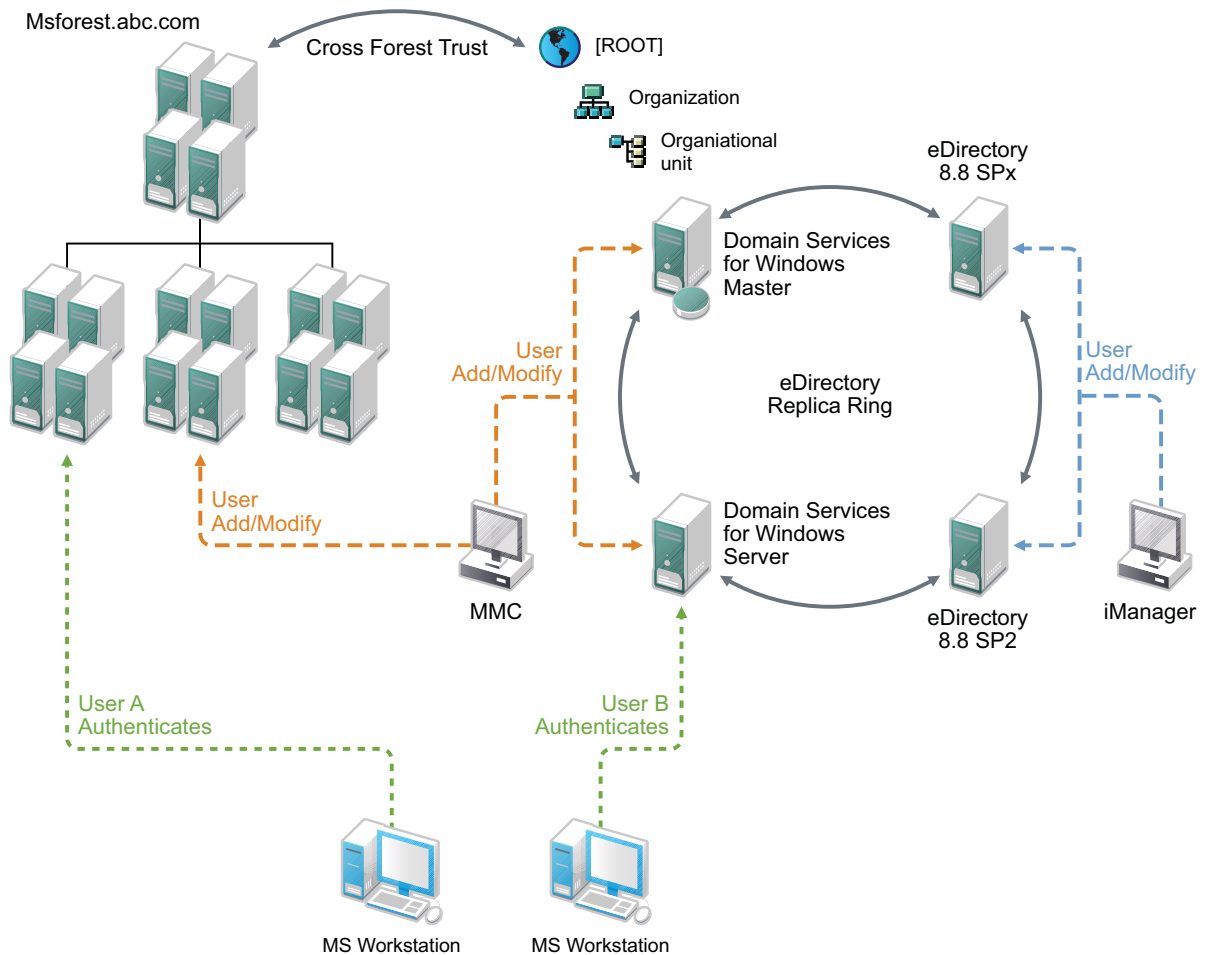 Msforest.abc.com
Cross Forest Trust
[ROOT]
Organization
Organiational
unit
eDirectory
8.8 SPx
Domain Services
for Windows
Master
User
Add/Modify
eDirectory
Replica Ring
User
Add/Modify
User
Add/Modify
Domain Services
for Windows
Server
MMC
eDirectory
8.8 SP2
iManager
User A
Authenticates
User B
Authenticates
MS Workstation
MS Workstation